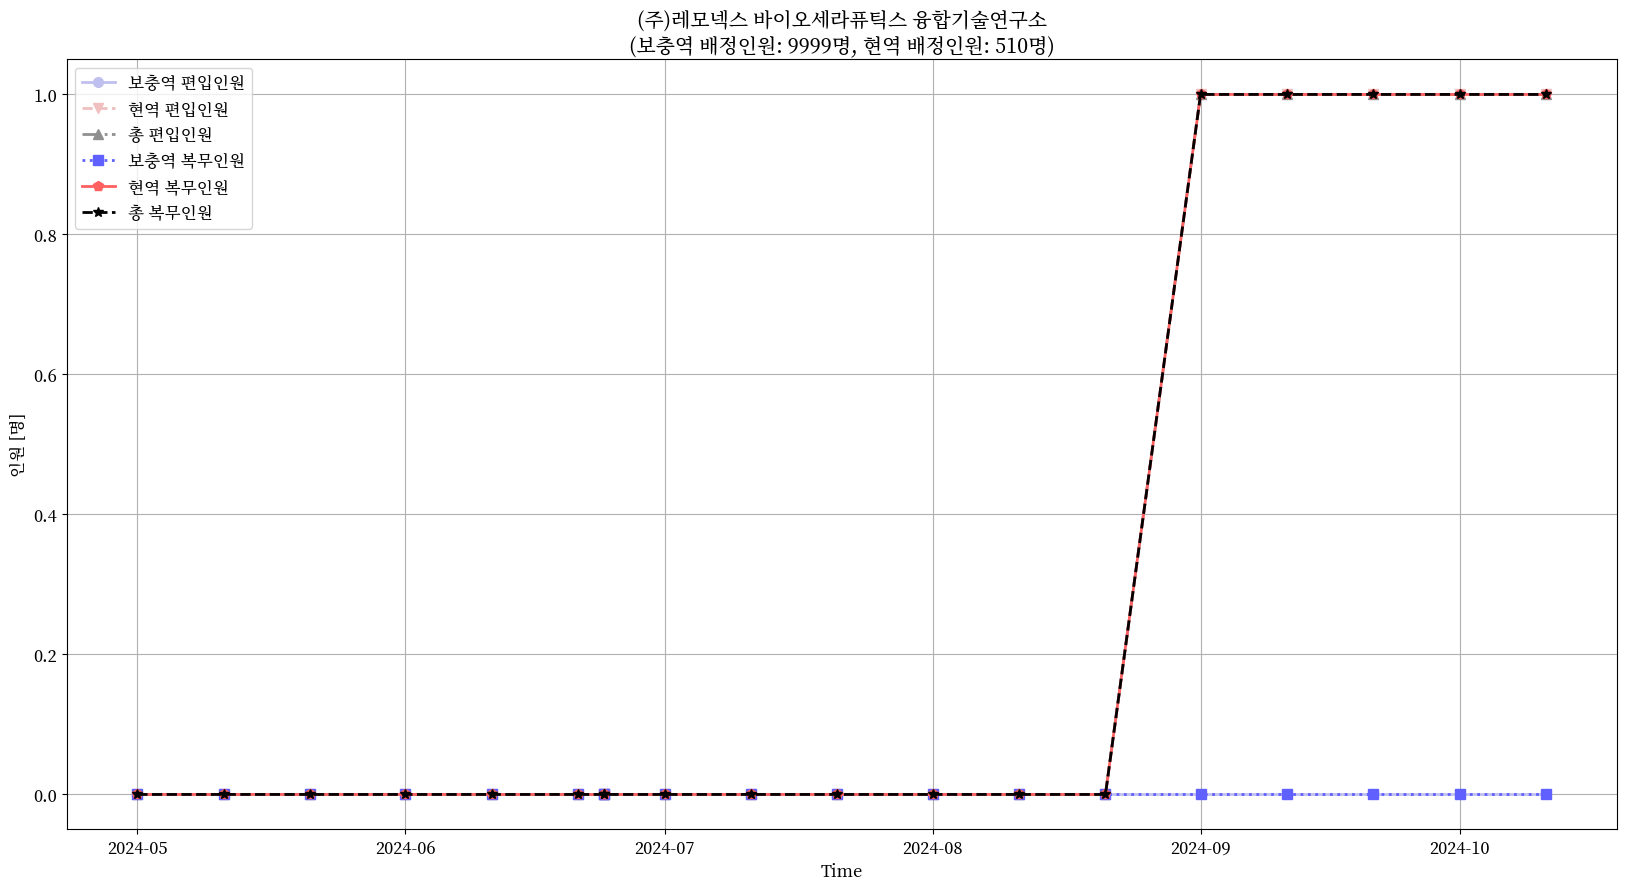 (주)레모넥스 바이오세라퓨틱스 융합기술연구소
(보충역 배정인원: 9999명, 현역 배정인원: 510명)
보충역 편입인원
현역 편입인원
총 편입인원
보충역 복무인원
현역 복무인원
총 복무인원
1.0
0.8
0.6
0.4
0.2
0.0
인원 [명]
2024-05
2024-06
2024-07
2024-08
2024-09
2024-10
Time